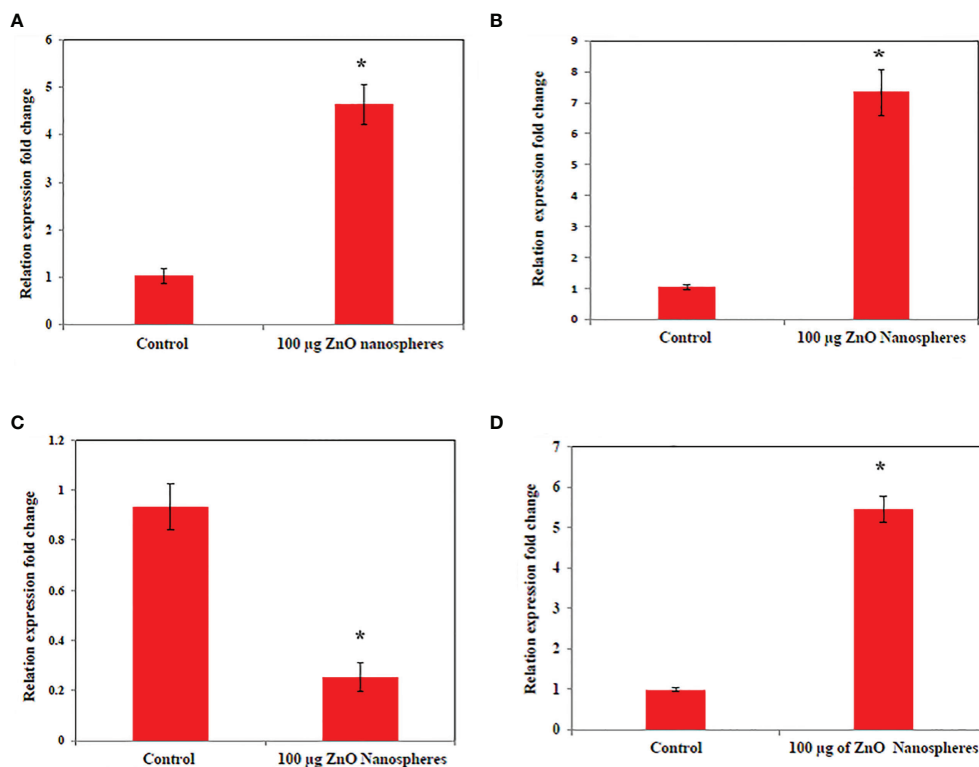 A
Relation expression fold change
6
5
4
3
2
1
0
*
Control
100 µg ZnO nanospheres
B
Relation expression fold change
9
8
7
6
5
4
3
2
1
0
*
Control
100 µg ZnO Nanospheres
C
Relation expression fold change
1.2
1
0.8
0.6
0.4
0.2
0
*
Control
100 µg ZnO Nanospheres
D
Relation expression fold change
7
6
5
4
3
2
1
0
*
Control
100 µg of ZnO Nanospheres